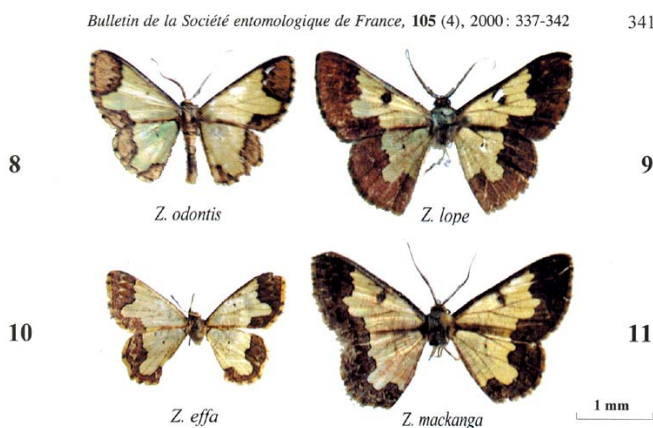 Bulletin de la Société entomologique de France, 105 (4), 2000 : 337-342 341
8
Z. odontis
Z. lope
9
10
Z. effa
Z. mackanga
11
1 mm